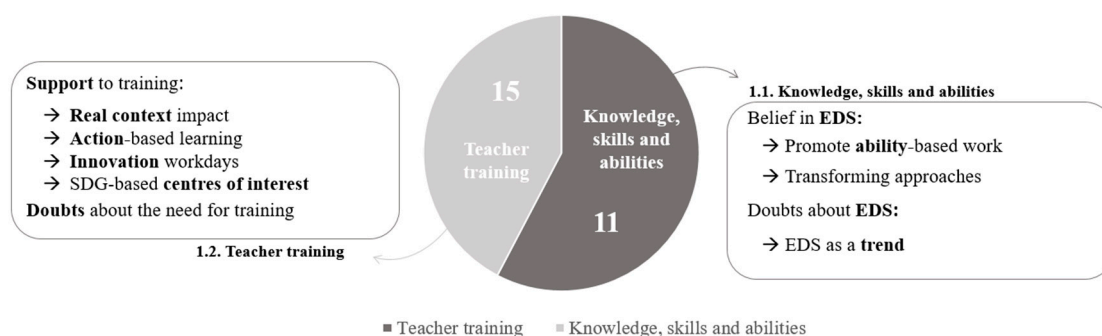 Support to training:
→ Real context impact
→ Action-based learning
→ Innovation workdays
→ SDG-based centres of interest
Doubts about the need for training
1.2. Teacher training
15
Teacher
training
Knowledge,
skills and
abilities
11
1.1. Knowledge, skills and abilities
Belief in EDS:
→ Promote ability-based work
→ Transforming approaches
Doubts about EDS:
→ EDS as a trend
Teacher training Knowledge, skills and abilities